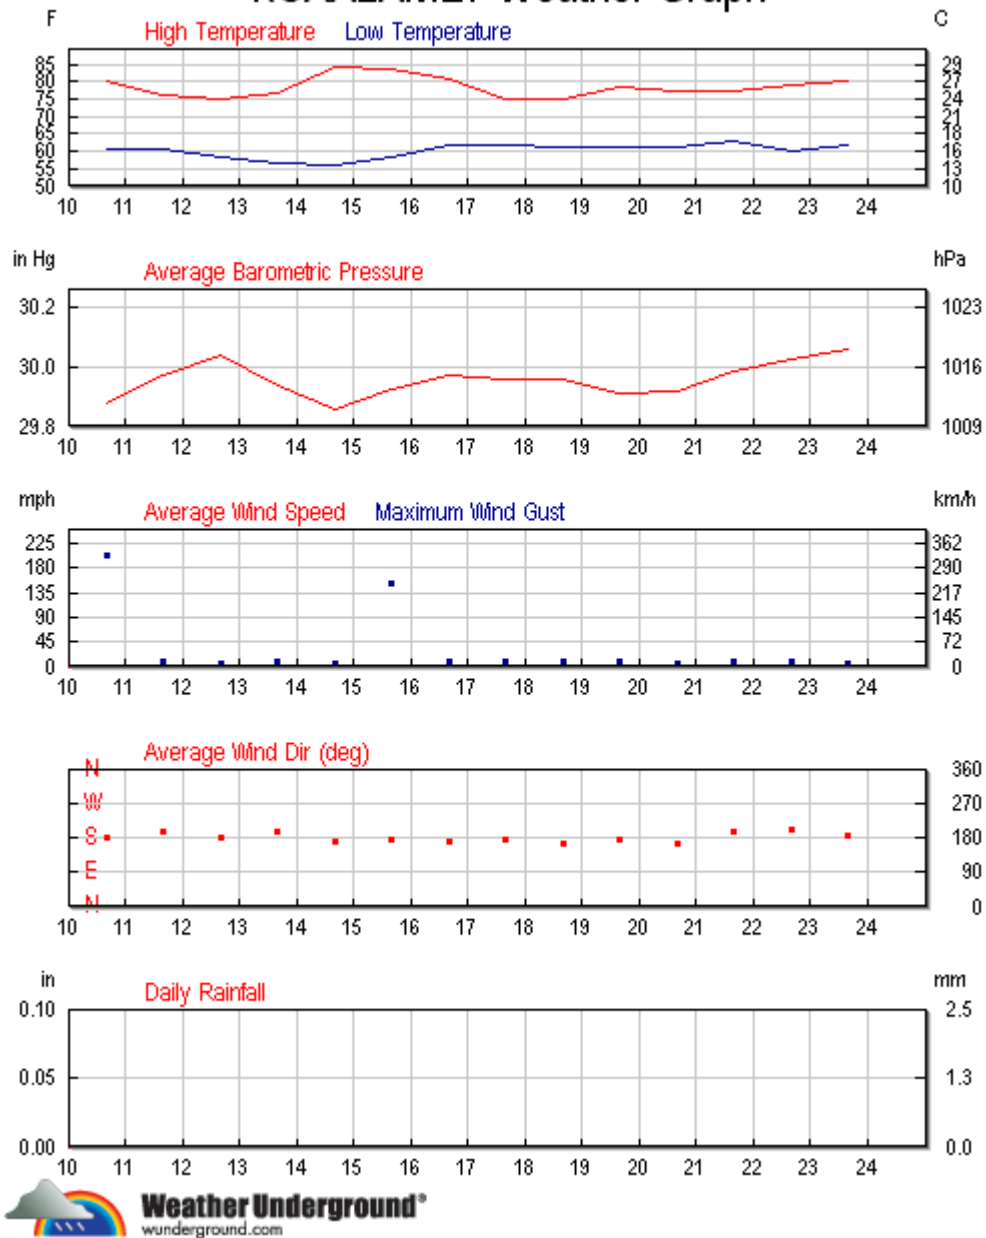 Weather Graph
F C
High Temperature Low Temperature
85 29
80 27
75 24
70 21
65 18
60 16
55 13
50 10
10 11 12 13 14 15 16 17 18 19 20 21 22 23 24
in Hg hPa
Average Barometric Pressure
30.2 1023
30.0 1016
29.8 1009
10 11 12 13 14 15 16 17 18 19 20 21 22 23 24
mph km/h
Average Wind Speed Maximum Wind Gust
225 362
180 290
135 217
90 145
45 72
0 0
10 11 12 13 14 15 16 17 18 19 20 21 22 23 24
Average Wind Dir (deg)
N 360
W 270
S 180
E 90
N 0
10 11 12 13 14 15 16 17 18 19 20 21 22 23 24
in mm
Daily Rainfall
0.10 2.5
0.05 1.3
0.00 0.0
10 11 12 13 14 15 16 17 18 19 20 21 22 23 24
Weather Underground®
wunderground.com